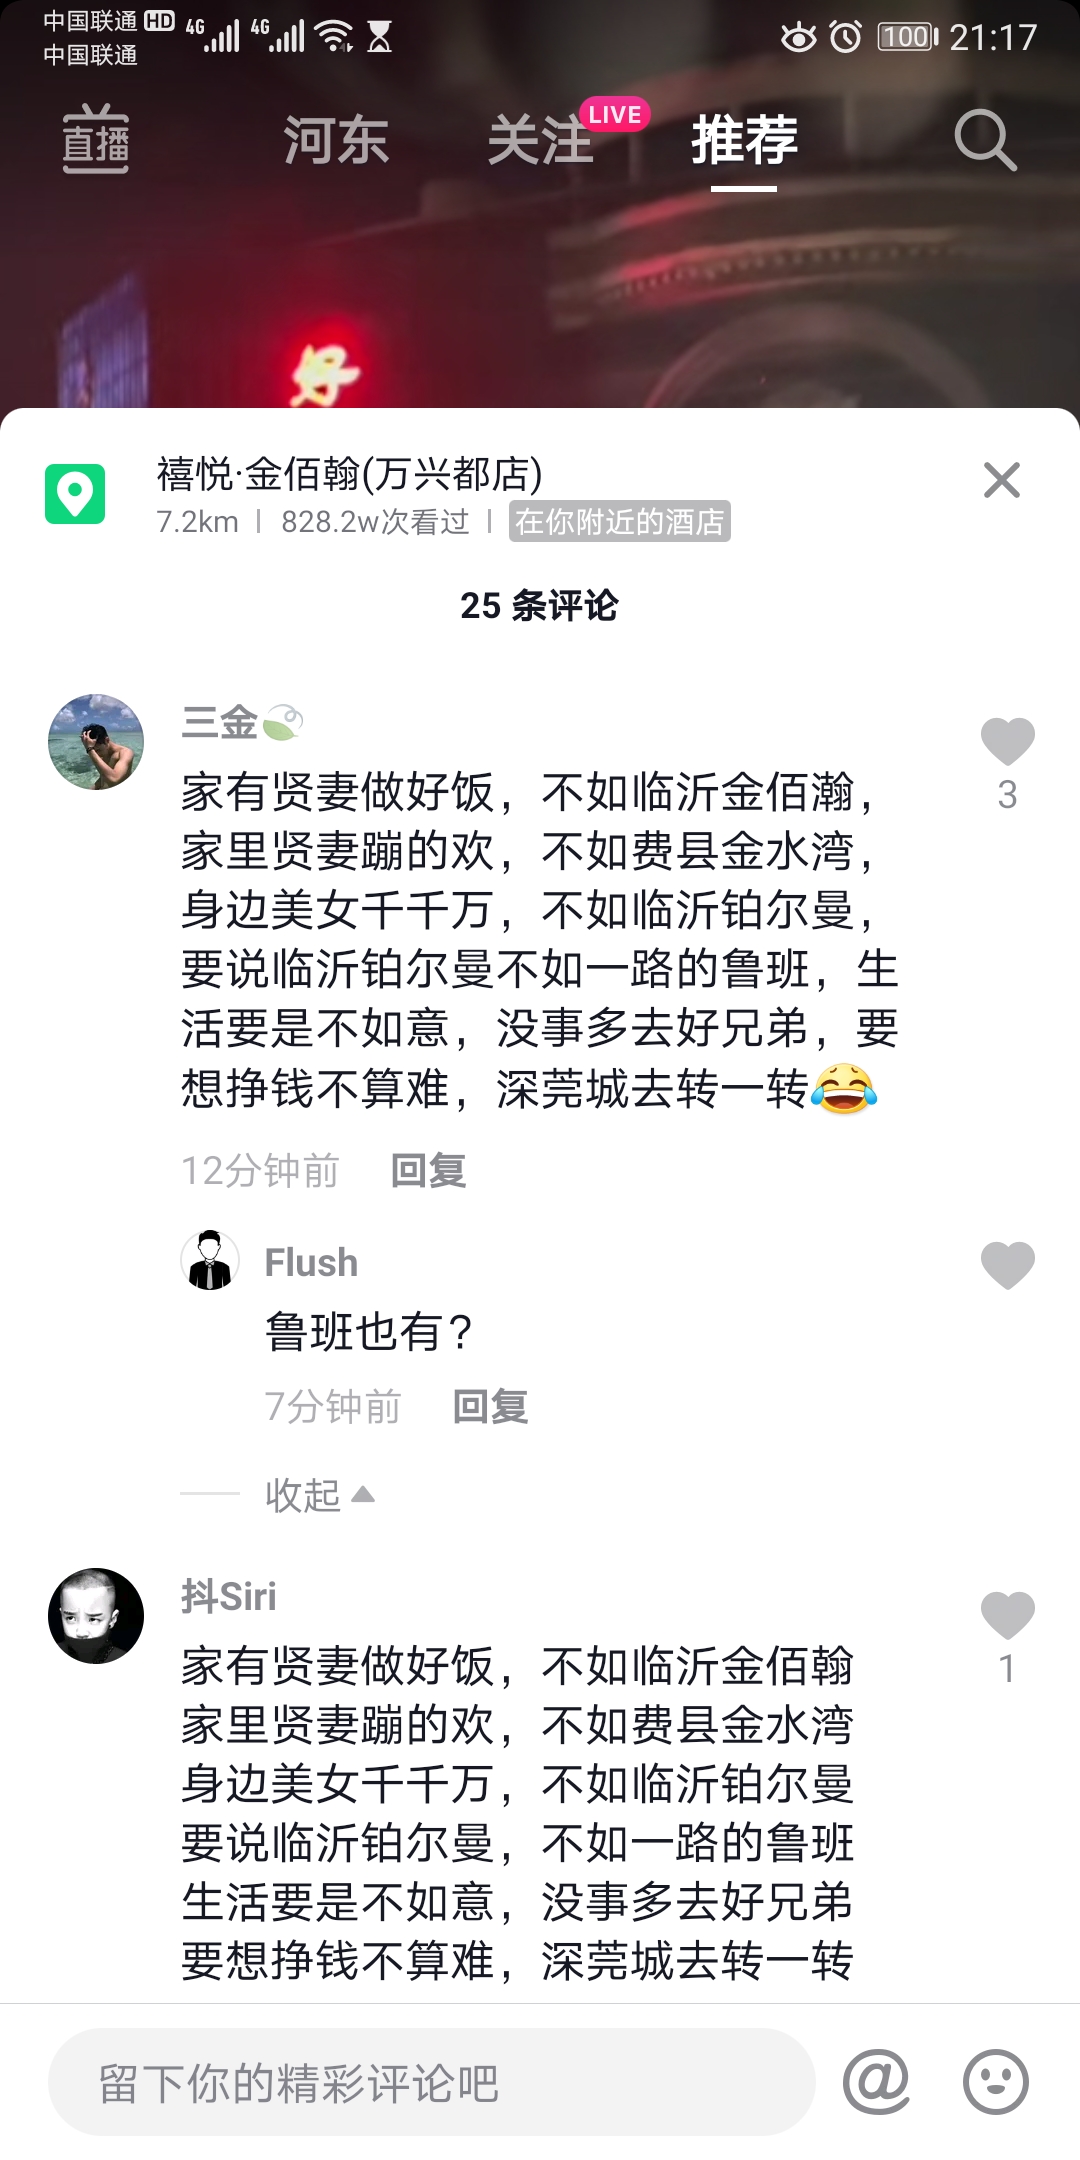 中国联通 HD 4G 4G 100 21:17
中国联通
直播 河东 关注 LIVE 推荐
好
禧悦·金佰翰(万兴都店)
7.2km 828.2w次看过 在你附近的酒店
25 条评论
三金🍃
家有贤妻做好饭，不如临沂金佰瀚，
家里贤妻蹦的欢，不如费县金水湾，
身边美女千千万，不如临沂铂尔曼，
要说临沂铂尔曼不如一路的鲁班，生
活要是不如意，没事多去好兄弟，要
想挣钱不算难，深莞城去转一转😂
3
12分钟前 回复
Flush
鲁班也有?
7分钟前 回复
收起
抖Siri
家有贤妻做好饭，不如临沂金佰翰
家里贤妻蹦的欢，不如费县金水湾
身边美女千千万，不如临沂铂尔曼
要说临沂铂尔曼，不如一路的鲁班
生活要是不如意，没事多去好兄弟
要想挣钱不算难，深莞城去转一转
1
留下你的精彩评论吧 @